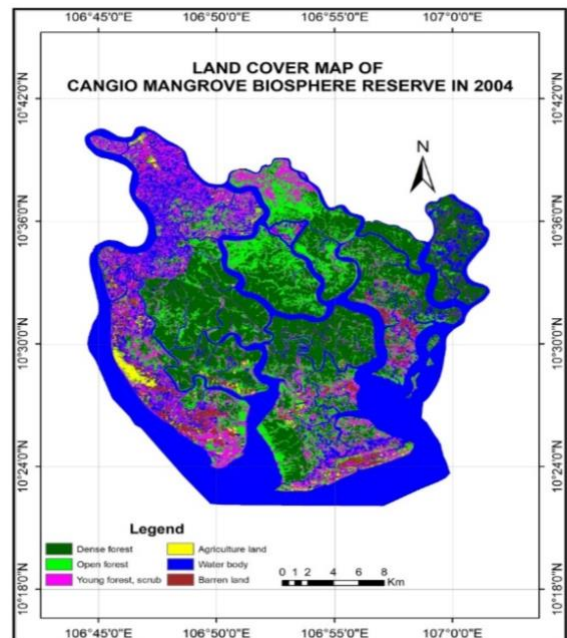 106°45'0"E 106°50'0"E 106°55'0"E 107°0'0"E
LAND COVER MAP OF
CANGIO MANGROVE BIOSPHERE RESERVE IN 2004
N
10°42'0"N 10°42'0"N
10°36'0"N 10°36'0"N
10°30'0"N 10°30'0"N
10°24'0"N 10°24'0"N
10°18'0"N 10°18'0"N
Legend
Dense forest
Open forest
Young forest, scrub
Agriculture land
Water body
Barren land
0 1 2 4 6 8
Km
106°45'0"E 106°50'0"E 106°55'0"E 107°0'0"E